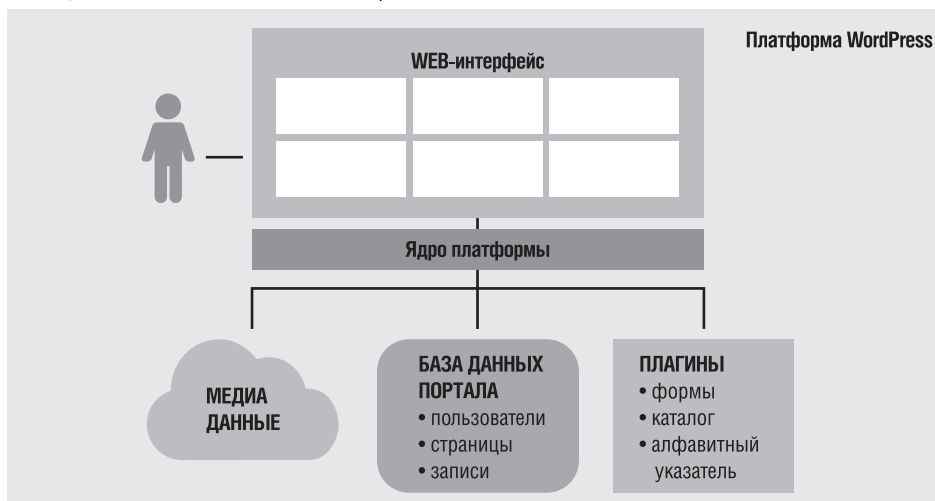 Платформа WordPress
WEB-интерфейс
Ядро платформы
МЕДИА
ДАННЫЕ
БАЗА ДАННЫХ
ПОРТАЛА
• пользователи
• страницы
• записи
ПЛАГИНЫ
• формы
• каталог
• алфавитный
указатель